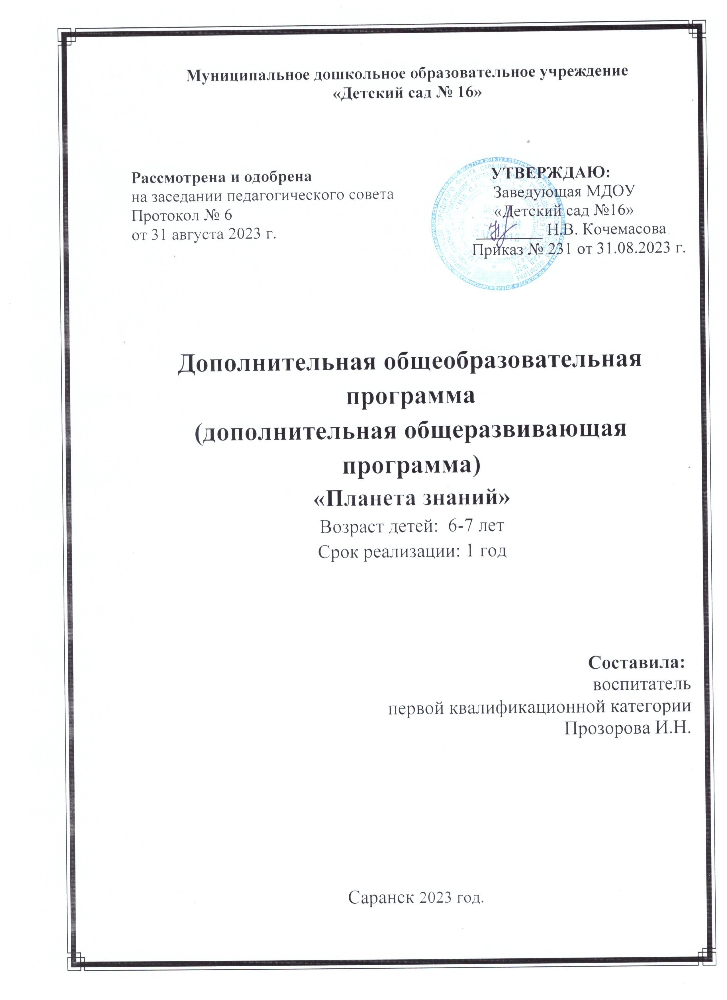 Муниципальное дошкольное образовательное учреждение
«Детский сад № 16»
Рассмотрена и одобрена
на заседании педагогического совета
Протокол № 6
от 31 августа 2023 г.
УТВЕРЖДАЮ:
Заведующая МДОУ
«Детский сад №16»
Н.В. Кочемасова
Приказ № 231 от 31.08.2023 г.
Дополнительная общеобразовательная
программа
(дополнительная общеразвивающая
программа)
«Планета знаний»
Возраст детей: 6-7 лет
Срок реализации: 1 год
Составила:
воспитатель
первой квалификационной категории
Прозорова И.Н.
Саранск 2023 год.